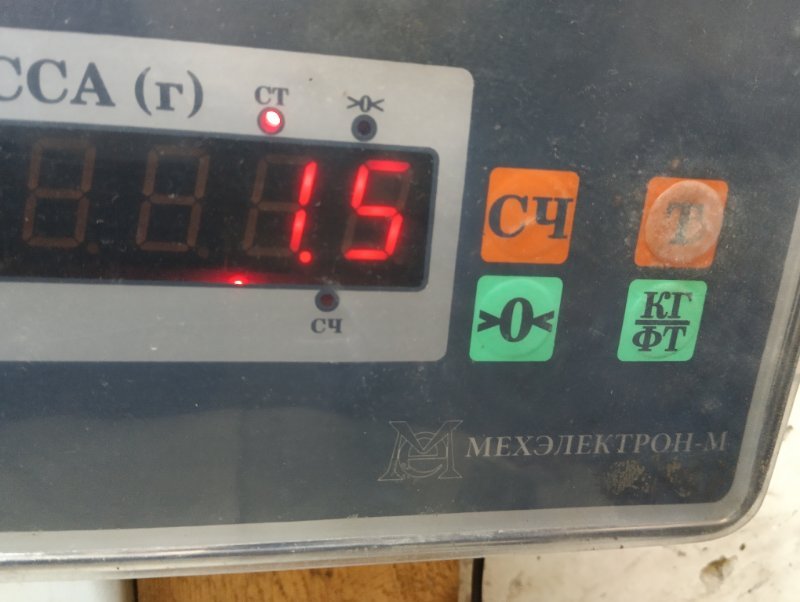 ССА (г)
СТ
>0<
1.5
СЧ
СЧ
Т
>0<
КГ
ФТ
МЕХЭЛЕКТРОН-М